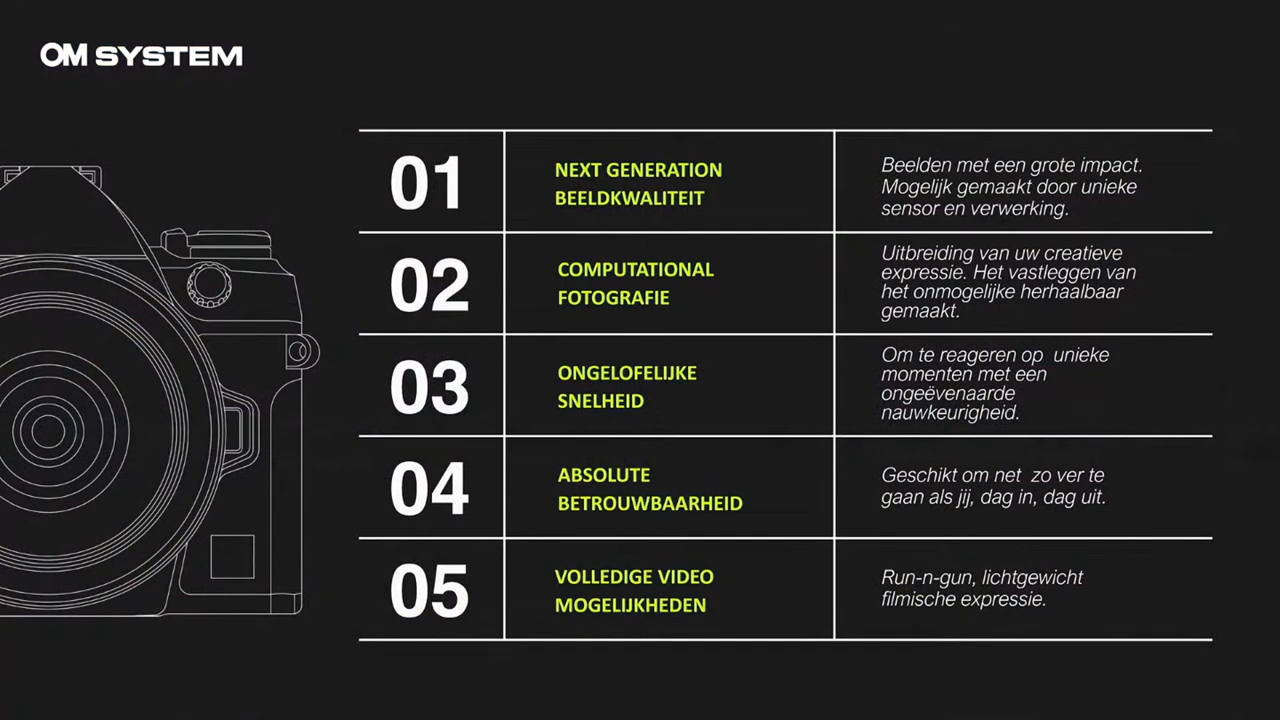 OM SYSTEM
01
NEXT GENERATION
BEELDKWALITEIT
Beelden met een grote impact.
Mogelijk gemaakt door unieke
sensor en verwerking.
02
COMPUTATIONAL
FOTOGRAFIE
Uitbreiding van uw creatieve
expressie. Het vastleggen van
het onmogelijke herhaalbaar
gemaakt.
03
ONGELOFELIJKE
SNELHEID
Om te reageren op unieke
momenten met een
ongeëvenaarde
nauwkeurigheid.
04
ABSOLUTE
BETROUWBAARHEID
Geschikt om net zo ver te
gaan als jij, dag in, dag uit.
05
VOLLEDIGE VIDEO
MOGELIJKHEDEN
Run-n-gun, lichtgewicht
filmische expressie.